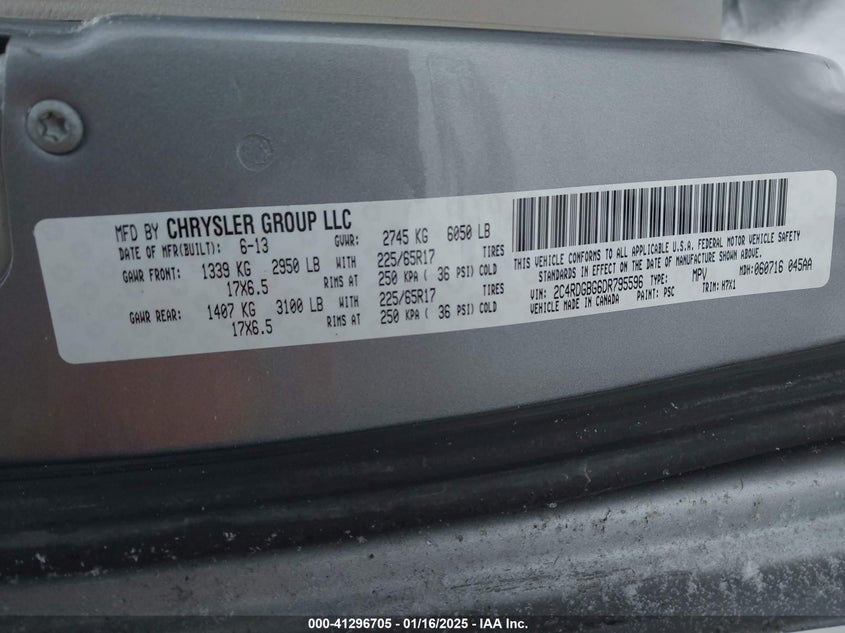 MFD BY CHRYSLER GROUP LLC
DATE OF MFR(BUILT): 6-13 GVWR: 2745 KG 6050 LB
GAWR FRONT: 1339 KG 2950 LB WITH 225/65R17 TIRES
17X6.5 RIMS AT 250 KPA ( 36 PSI) COLD
GAWR REAR: 1407 KG 3100 LB WITH 225/65R17 TIRES
17X6.5 RIMS AT 250 KPA ( 36 PSI) COLD
THIS VEHICLE CONFORMS TO ALL APPLICABLE U.S.A. FEDERAL MOTOR VEHICLE SAFETY
STANDARDS IN EFFECT ON THE DATE OF MANUFACTURE SHOWN ABOVE.
VIN: 2C4RDGBG6DR795596 TYPE: MPV MDH:060716 045AA
VEHICLE MADE IN CANADA PAINT: PSC TRIM: H7X1
000-41296705 - 01/16/2025 - IAA Inc.